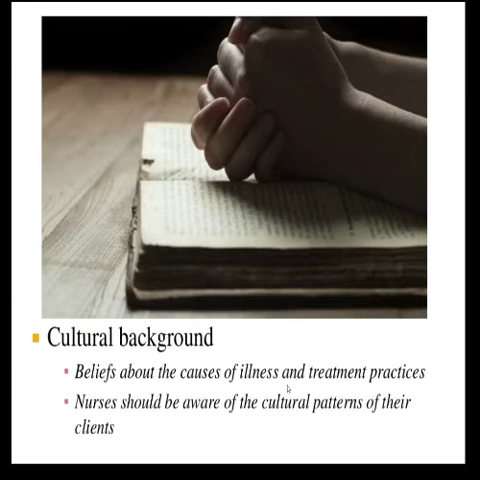 Cultural background
Beliefs about the causes of illness and treatment practices
Nurses should be aware of the cultural patterns of their
clients